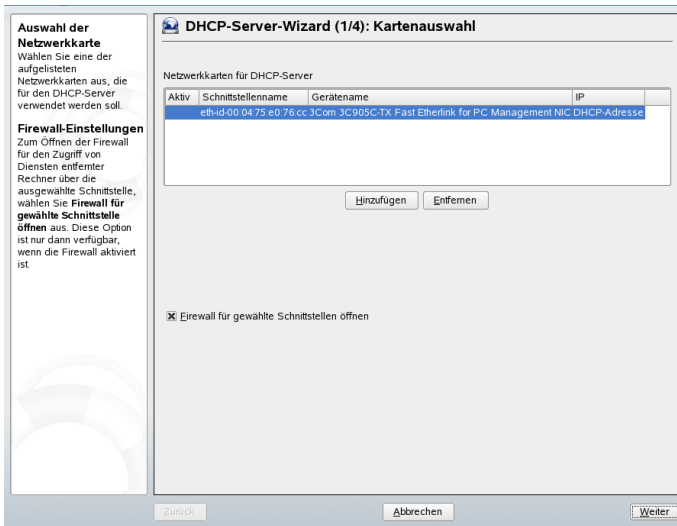 Auswahl der
Netzwerkkarte
Wählen Sie eine der
aufgelisteten
Netzwerkkarten aus, die
für den DHCP-Server
verwendet werden soll.
Firewall-Einstellungen
Zum Öffnen der Firewall
für den Zugriff von
Diensten entfernter
Rechner über die
ausgewählte Schnittstelle,
wählen Sie Firewall für
gewählte Schnittstelle
öffnen aus. Diese Option
ist nur dann verfügbar,
wenn die Firewall aktiviert
ist.
DHCP-Server-Wizard (1/4): Kartenauswahl
Netzwerkkarten für DHCP-Server
Aktiv Schnittstellenname Gerätename IP
eth-id-00:04:75:e0:76:cc 3Com 3C905C-TX Fast Etherlink for PC Management NIC DHCP-Adresse
Hinzufügen Entfernen
Firewall für gewählte Schnittstellen öffnen
Zurück Abbrechen Weiter